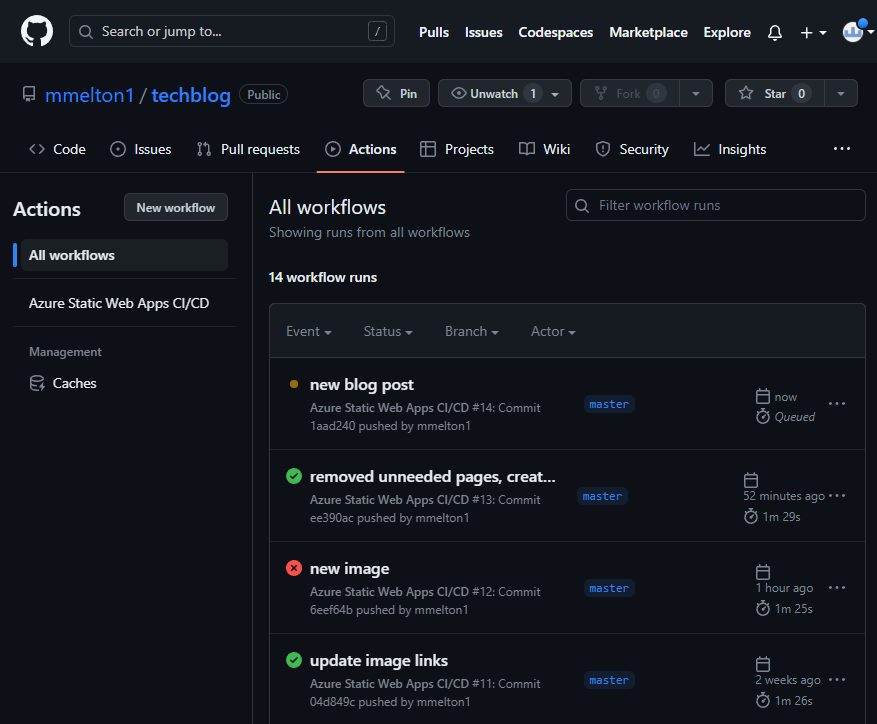 Search or jump to... /
Pulls Issues Codespaces Marketplace Explore
mmelton1 / techblog Public
Pin Unwatch 1 Fork 0 Star 0
Code Issues Pull requests Actions Projects Wiki Security Insights
Actions New workflow
All workflows
Azure Static Web Apps CI/CD
Management
Caches
All workflows
Showing runs from all workflows
Filter workflow runs
14 workflow runs
Event Status Branch Actor
new blog post
Azure Static Web Apps CI/CD #14: Commit
1aad240 pushed by mmelton1
master
now
Queued
removed unneeded pages, creat...
Azure Static Web Apps CI/CD #13: Commit
ee390ac pushed by mmelton1
master
52 minutes ago
1m 29s
new image
Azure Static Web Apps CI/CD #12: Commit
6eef64b pushed by mmelton1
master
1 hour ago
1m 25s
update image links
Azure Static Web Apps CI/CD #11: Commit
04d849c pushed by mmelton1
master
2 weeks ago
1m 26s